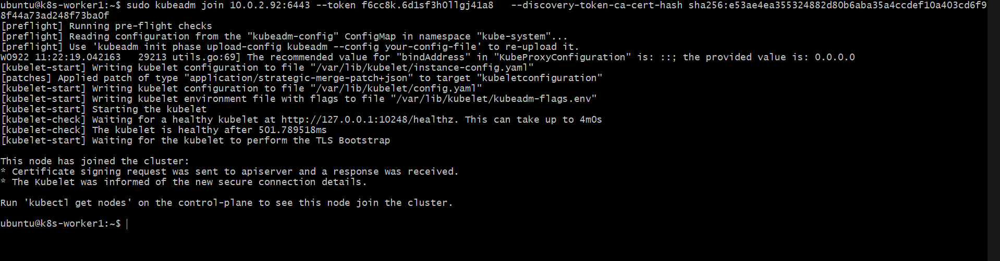 ubuntu@k8s-worker1:~$ sudo kubeadm join 10.0.2.92:6443 --token f6cc8k.6d1sf3h0llgj41a8   --discovery-token-ca-cert-hash sha256:e53ae4ea355324882d80b6aba35a4ccdef10a403cd6f9
8f44a73ad248f73ba0f
[preflight] Running pre-flight checks
[preflight] Reading configuration from the "kubeadm-config" ConfigMap in namespace "kube-system"...
[preflight] Use 'kubeadm init phase upload-config kubeadm --config your-config-file' to re-upload it.
W0922 11:22:19.042163   29213 utils.go:69] The recommended value for "bindAddress" in "KubeProxyConfiguration" is: ::; the provided value is: 0.0.0.0
[kubelet-start] Writing kubelet configuration to file "/var/lib/kubelet/instance-config.yaml"
[patches] Applied patch of type "application/strategic-merge-patch+json" to target "kubeletconfiguration"
[kubelet-start] Writing kubelet configuration to file "/var/lib/kubelet/config.yaml"
[kubelet-start] Writing kubelet environment file with flags to file "/var/lib/kubelet/kubeadm-flags.env"
[kubelet-start] Starting the kubelet
[kubelet-check] Waiting for a healthy kubelet at http://127.0.0.1:10248/healthz. This can take up to 4m0s
[kubelet-check] The kubelet is healthy after 501.789518ms
[kubelet-start] Waiting for the kubelet to perform the TLS Bootstrap

This node has joined the cluster:
* Certificate signing request was sent to apiserver and a response was received.
* The Kubelet was informed of the new secure connection details.

Run 'kubectl get nodes' on the control-plane to see this node join the cluster.

ubuntu@k8s-worker1:~$